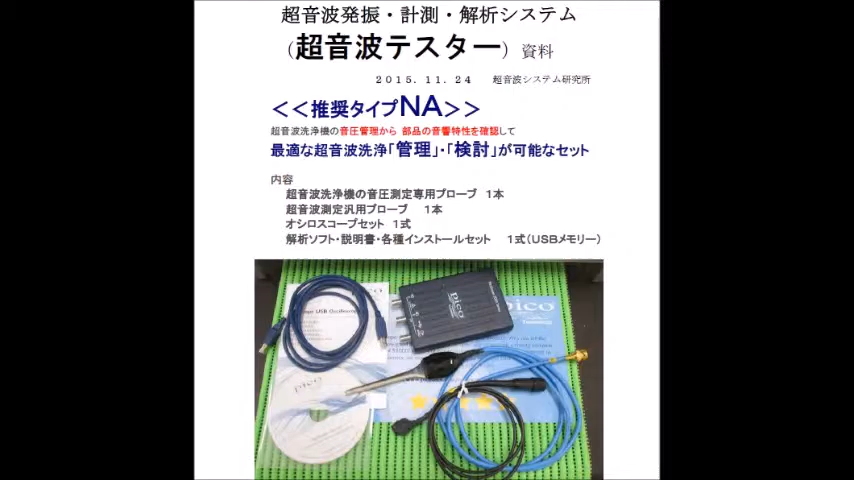 超音波発振・計測・解析システム
（超音波テスター）資料
２０１５．１１．２４　超音波システム研究所
＜＜推奨タイプNA＞＞
超音波洗浄機の音圧管理から 部品の音響特性を確認して
最適な超音波洗浄「管理」・「検討」が可能なセット
内容
超音波洗浄機の音圧測定専用プローブ　１本
超音波測定汎用プローブ　１本
オシロスコープセット　１式
解析ソフト・説明書・各種インストールセット　１式（ＵＳＢメモリー）
pico
pico
pico
USB Oscilloscope
pico